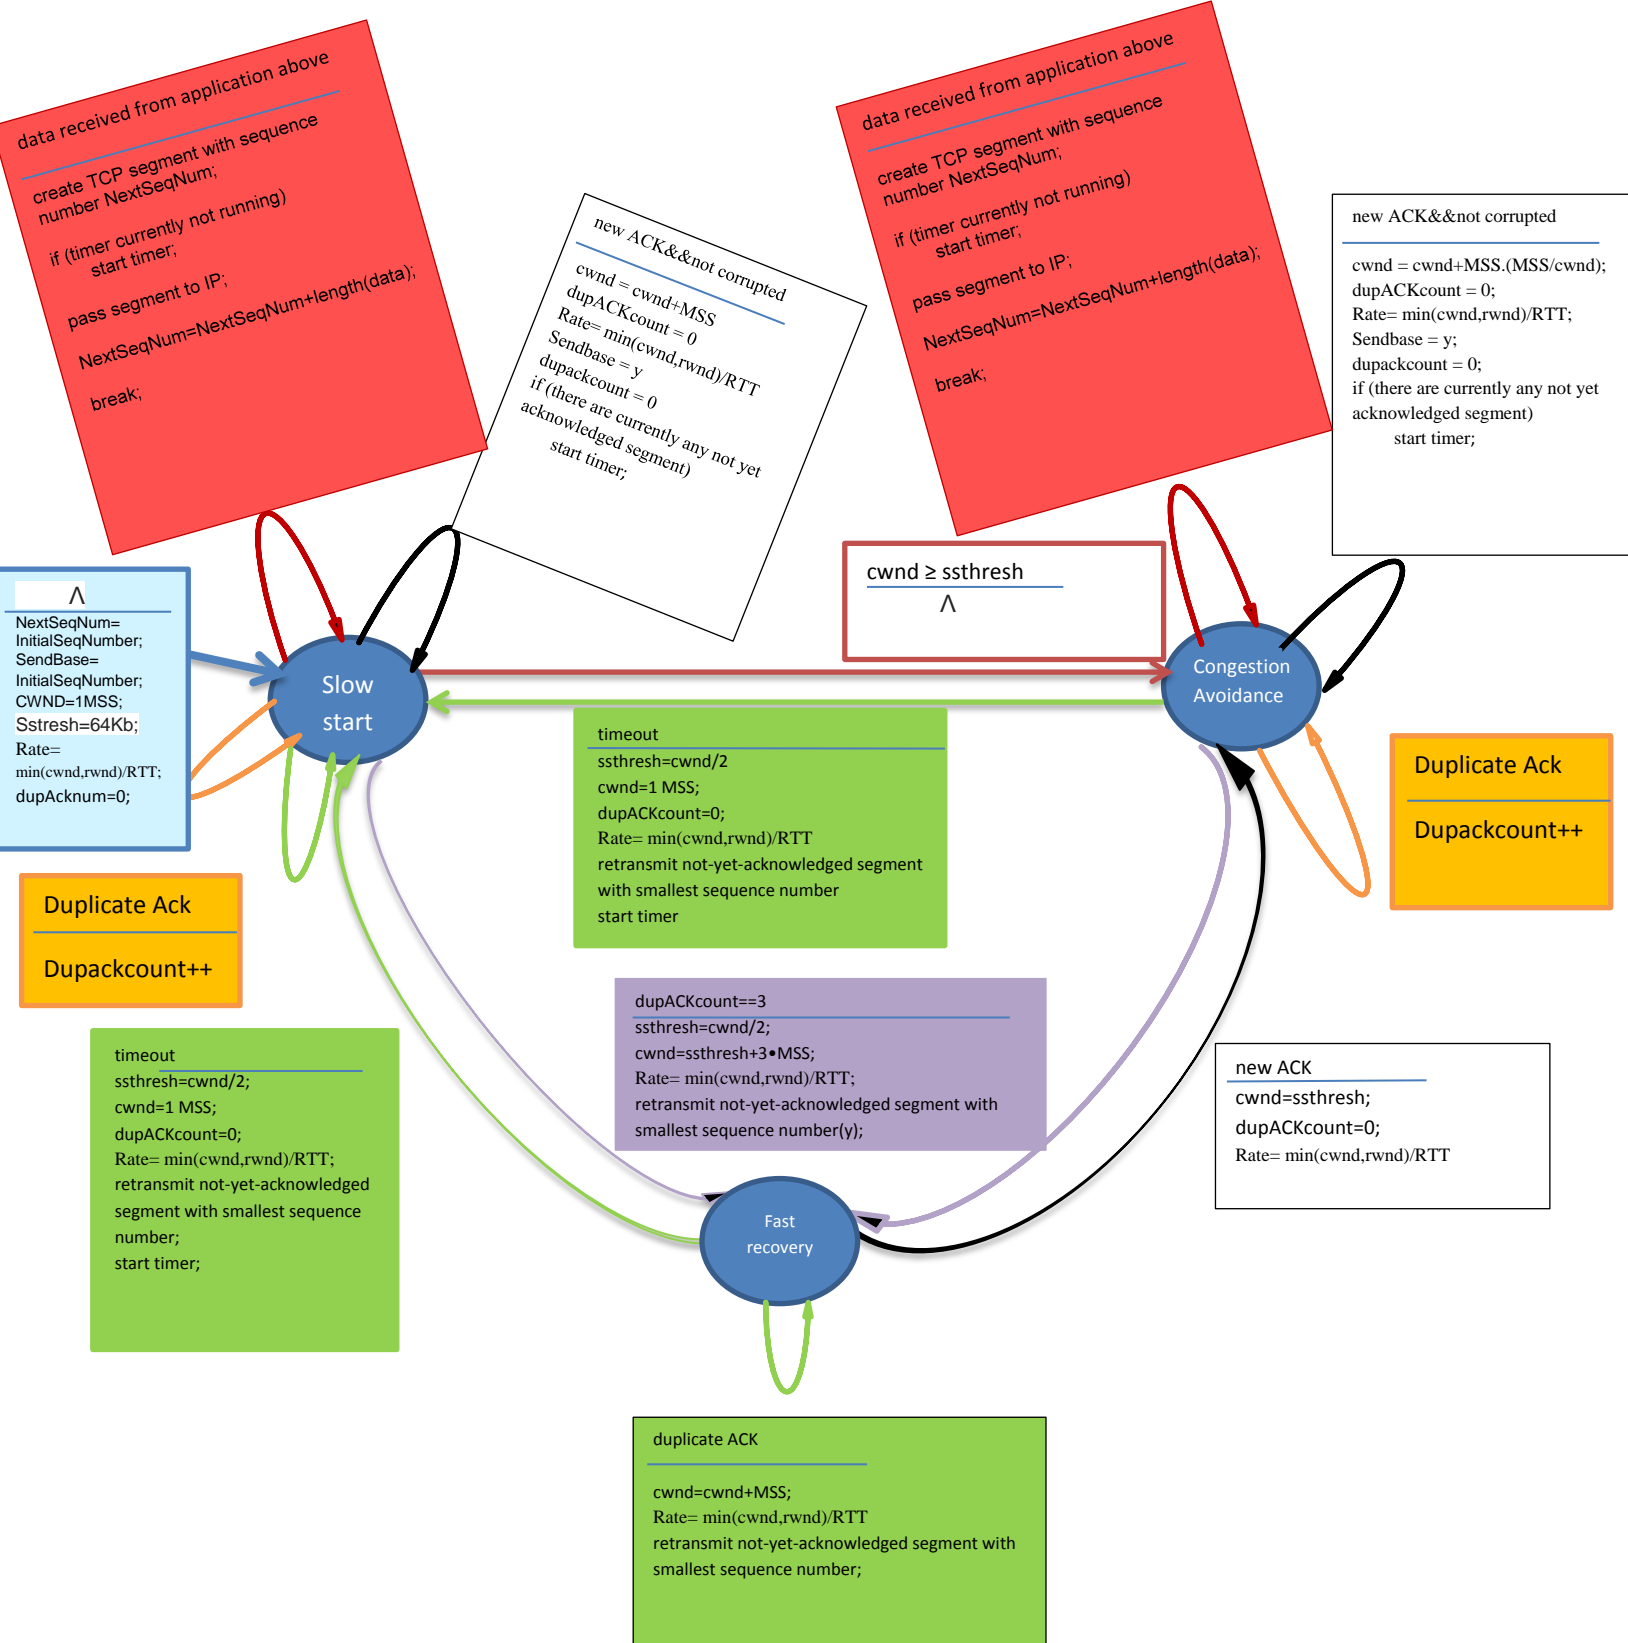 data received from application above
create TCP segment with sequence
number NextSeqNum;
if (timer currently not running)
start timer;
pass segment to IP;
NextSeqNum=NextSeqNum+length(data);
break;
new ACK&&not corrupted
cwnd = cwnd+MSS
dupACKcount = 0
Rate= min(cwnd,rwnd)/RTT
Sendbase = y
dupackcount = 0
if (there are currently any not yet
acknowledged segment)
start timer;
data received from application above
create TCP segment with sequence
number NextSeqNum;
if (timer currently not running)
start timer;
pass segment to IP;
NextSeqNum=NextSeqNum+length(data);
break;
new ACK&&not corrupted
cwnd = cwnd+MSS.(MSS/cwnd);
dupACKcount = 0;
Rate= min(cwnd,rwnd)/RTT;
Sendbase = y;
dupackcount = 0;
if (there are currently any not yet
acknowledged segment)
start timer;
Λ
NextSeqNum=
InitialSeqNumber;
SendBase=
InitialSeqNumber;
CWND=1MSS;
Sstresh=64Kb;
Rate=
min(cwnd,rwnd)/RTT;
dupAcknum=0;
Slow
start
cwnd ≥ ssthresh
Λ
Congestion
Avoidance
timeout
ssthresh=cwnd/2
cwnd=1 MSS;
dupACKcount=0;
Rate= min(cwnd,rwnd)/RTT
retransmit not-yet-acknowledged segment
with smallest sequence number
start timer
Duplicate Ack
Dupackcount++
Duplicate Ack
Dupackcount++
timeout
ssthresh=cwnd/2;
cwnd=1 MSS;
dupACKcount=0;
Rate= min(cwnd,rwnd)/RTT;
retransmit not-yet-acknowledged
segment with smallest sequence
number;
start timer;
dupACKcount==3
ssthresh=cwnd/2;
cwnd=ssthresh+3•MSS;
Rate= min(cwnd,rwnd)/RTT;
retransmit not-yet-acknowledged segment with
smallest sequence number(y);
new ACK
cwnd=ssthresh;
dupACKcount=0;
Rate= min(cwnd,rwnd)/RTT
Fast
recovery
duplicate ACK
cwnd=cwnd+MSS;
Rate= min(cwnd,rwnd)/RTT
retransmit not-yet-acknowledged segment with
smallest sequence number;